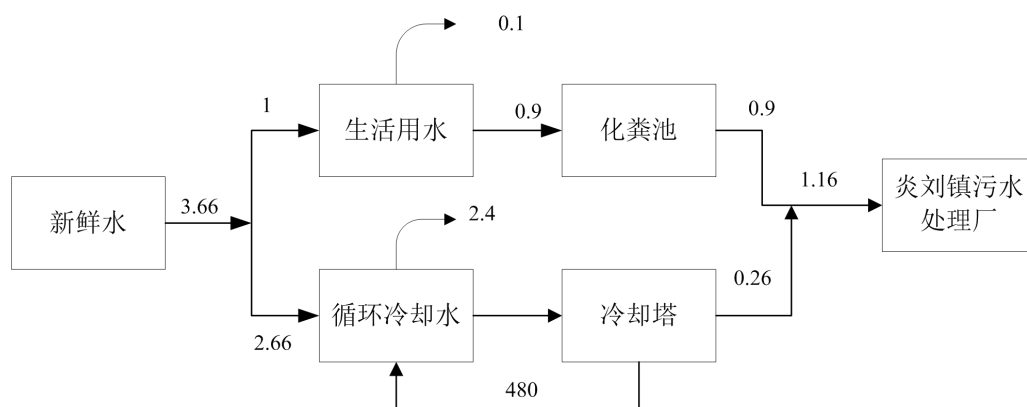 0.1
1
生活用水
0.9
化粪池
0.9
新鲜水
3.66
1.16
炎刘镇污水
处理厂
2.4
2.66
循环冷却水
冷却塔
0.26
480